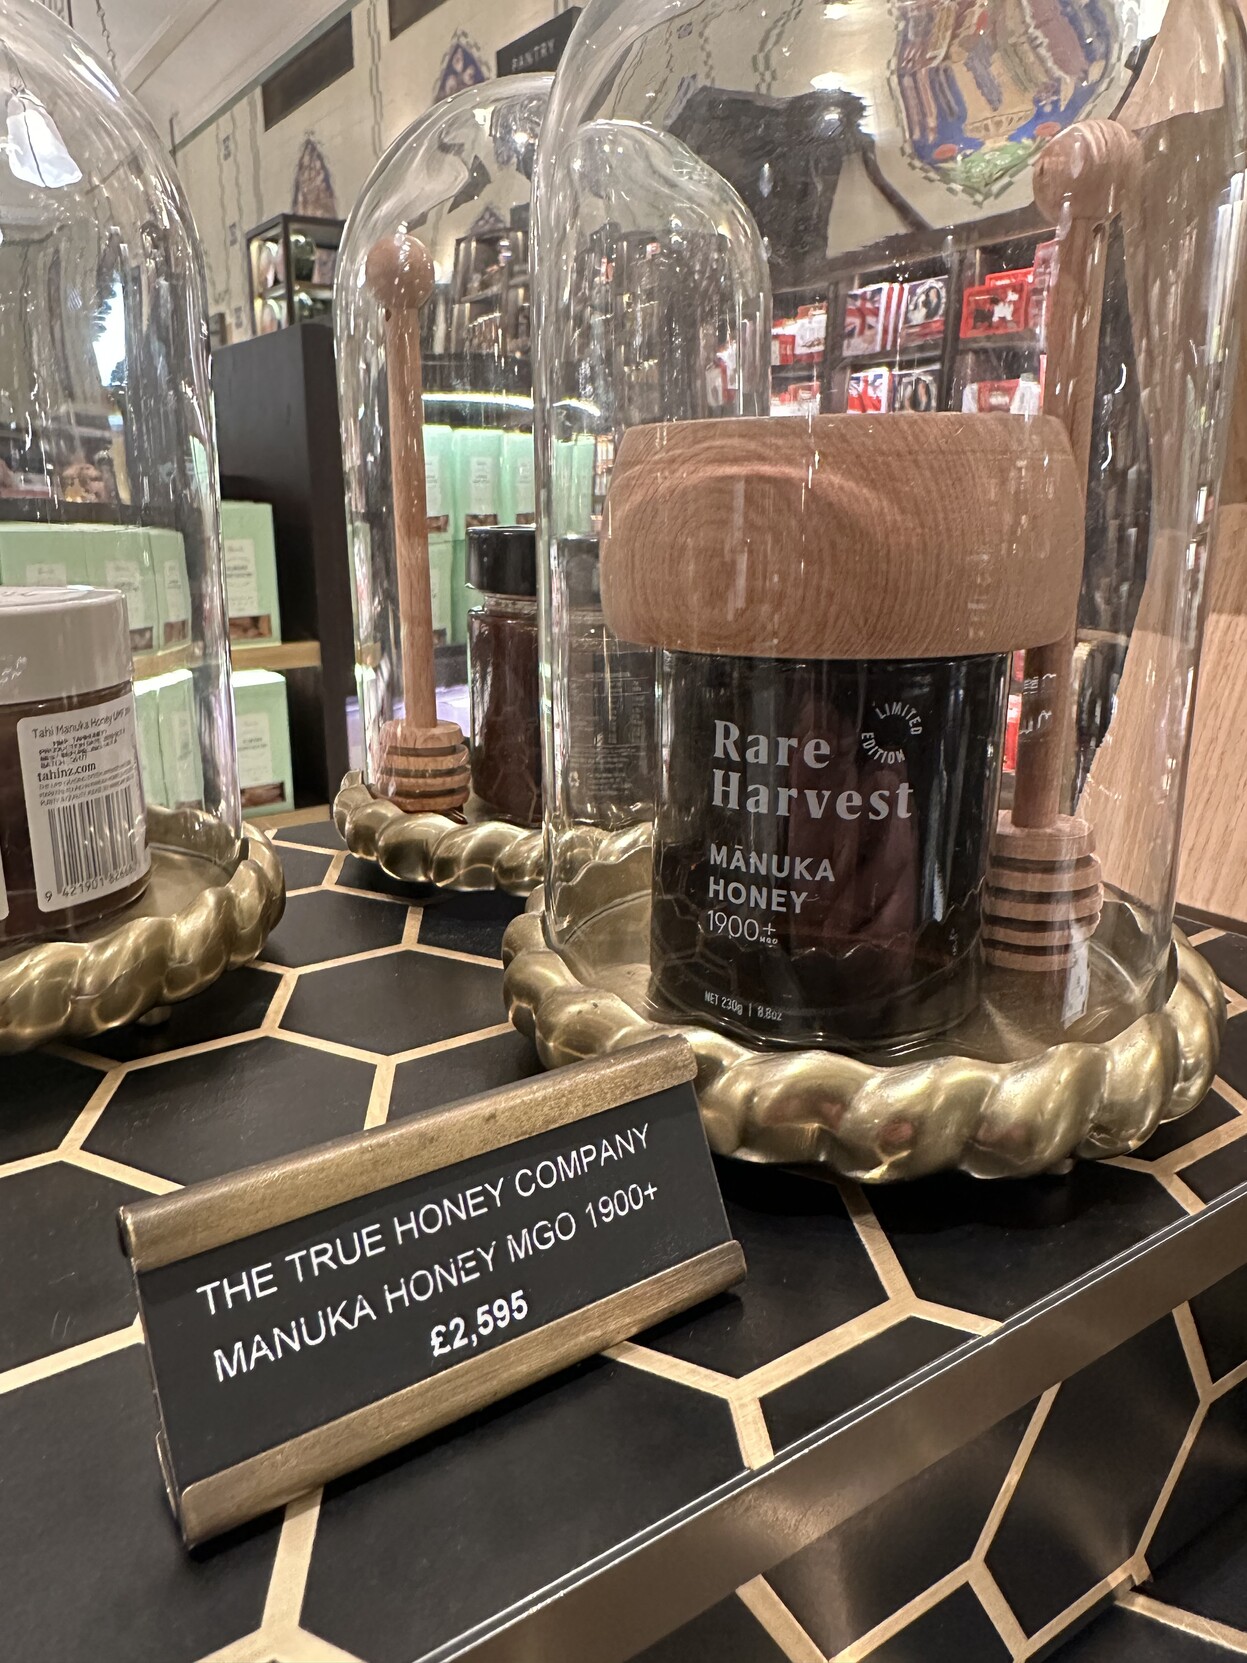 PANTRY
Rare
Harvest
LIMITED
EDITION
MĀNUKA
HONEY
1900+
MGO
NET 230g | 8.8oz
Tahi Manuka Honey UMF
tahinz.com
THE TRUE HONEY COMPANY
MANUKA HONEY MGO 1900+
£2,595